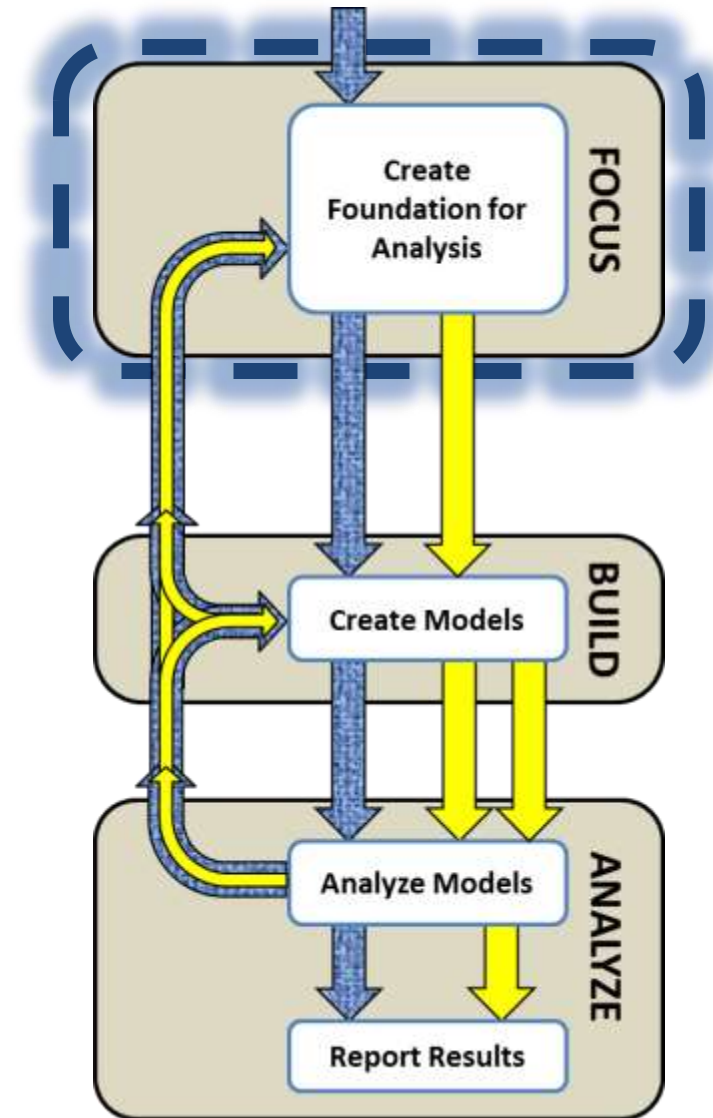 Create
Foundation for
Analysis
FOCUS
Create Models
BUILD
Analyze Models
ANALYZE
Report Results